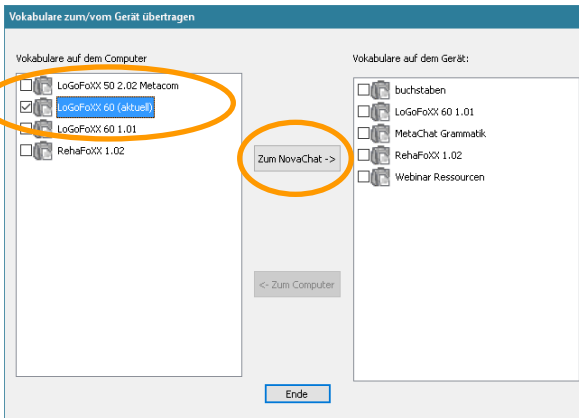 Vokabulare zum/vom Gerät übertragen
Vokabulare auf dem Computer
LoGoFoXX 50 2.02 Metacom
LoGoFoXX 60 (aktuell)
LoGoFoXX 60 1.01
RehaFoXX 1.02
Zum NovaChat ->
<- Zum Computer
Vokabulare auf dem Gerät:
buchstaben
LoGoFoXX 60 1.01
MetaChat Grammatik
RehaFoXX 1.02
Webinar Ressourcen
Ende